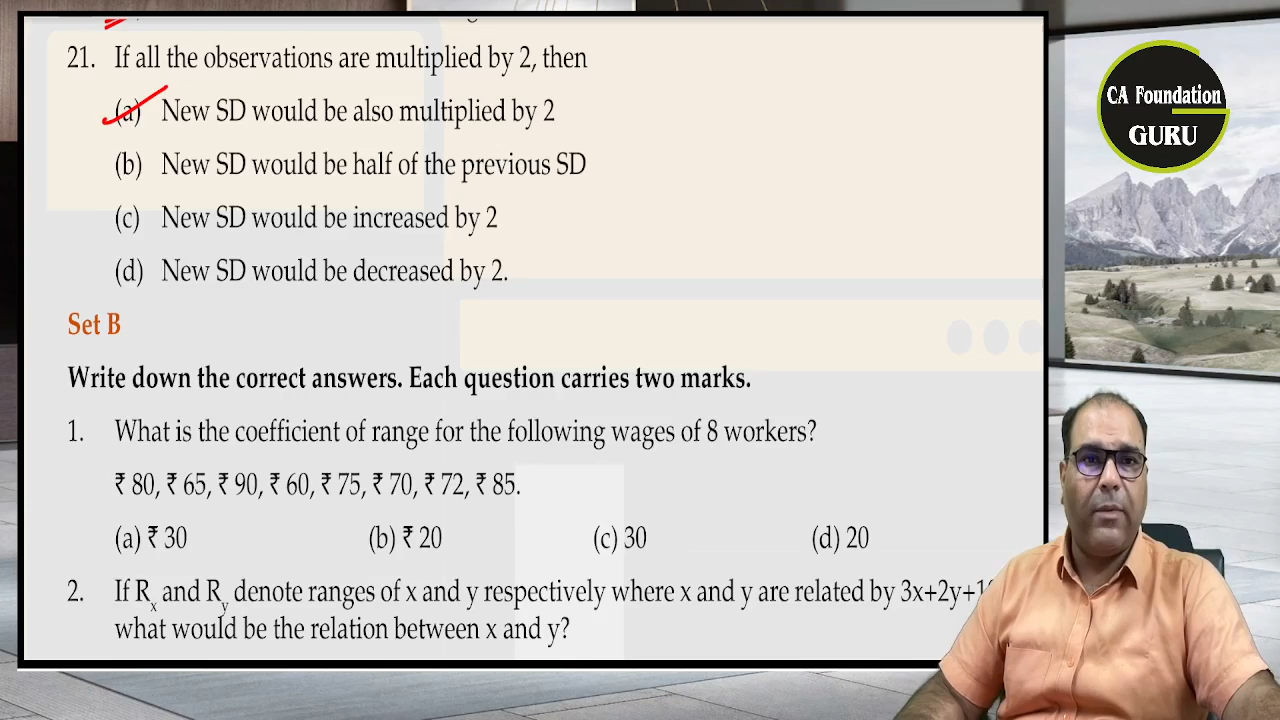 21. If all the observations are multiplied by 2, then
(a) New SD would be also multiplied by 2
(b) New SD would be half of the previous SD
(c) New SD would be increased by 2
(d) New SD would be decreased by 2.
Set B
Write down the correct answers. Each question carries two marks.
1. What is the coefficient of range for the following wages of 8 workers?
₹ 80, ₹ 65, ₹ 90, ₹ 60, ₹ 75, ₹ 70, ₹ 72, ₹ 85.
(a) ₹ 30 (b) ₹ 20 (c) 30 (d) 20
2. If Rx and Ry denote ranges of x and y respectively where x and y are related by
what would be the relation between x and y?
CA Foundation
GURU